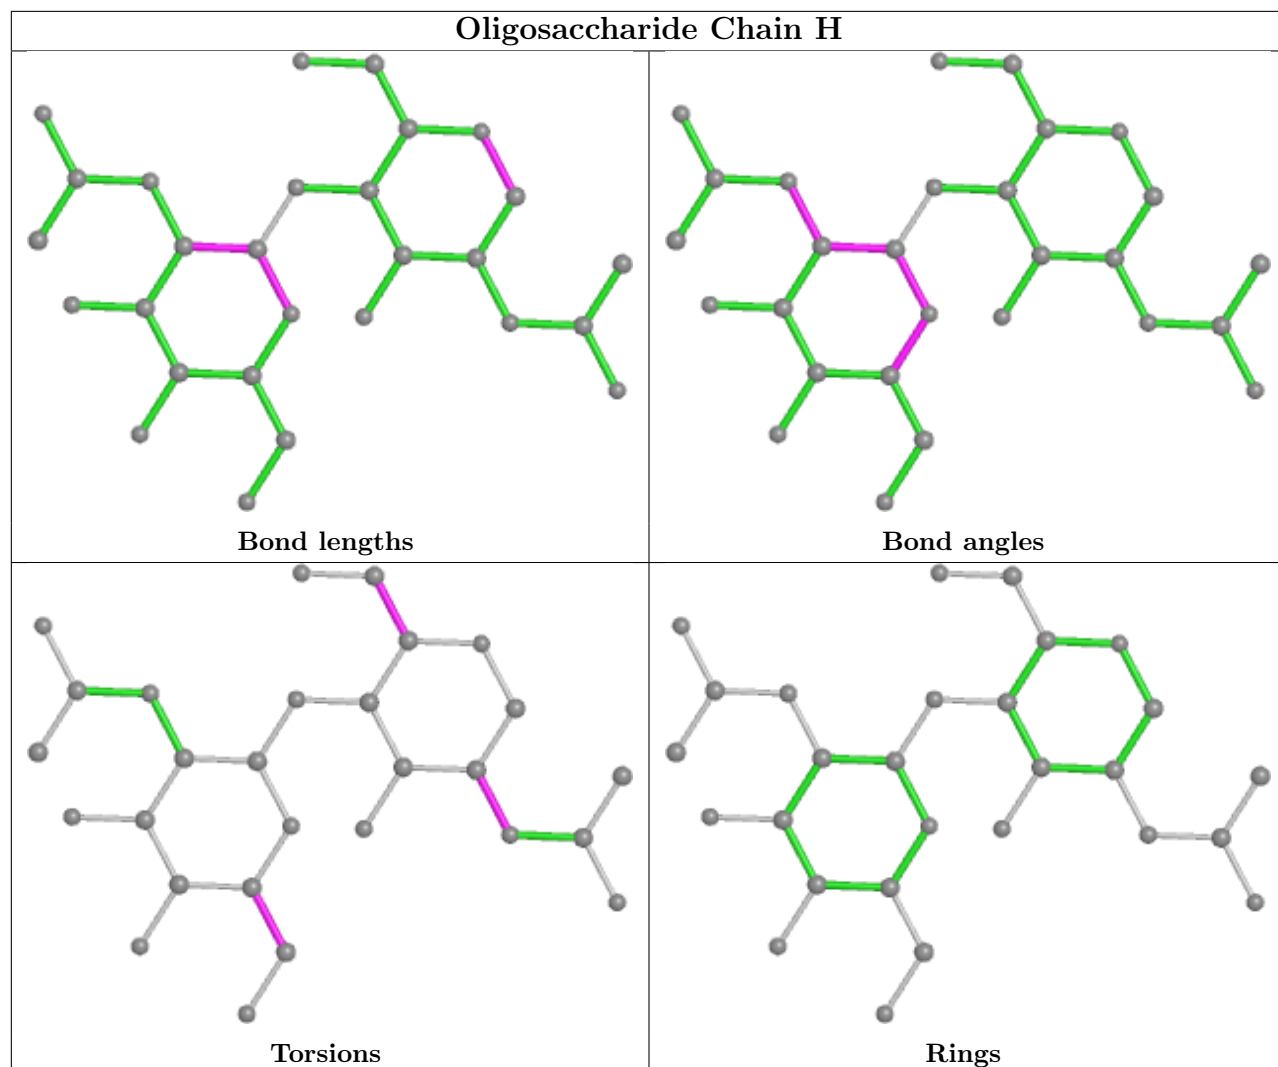 Oligosaccharide Chain H
Bond lengths
Bond angles
Torsions
Rings